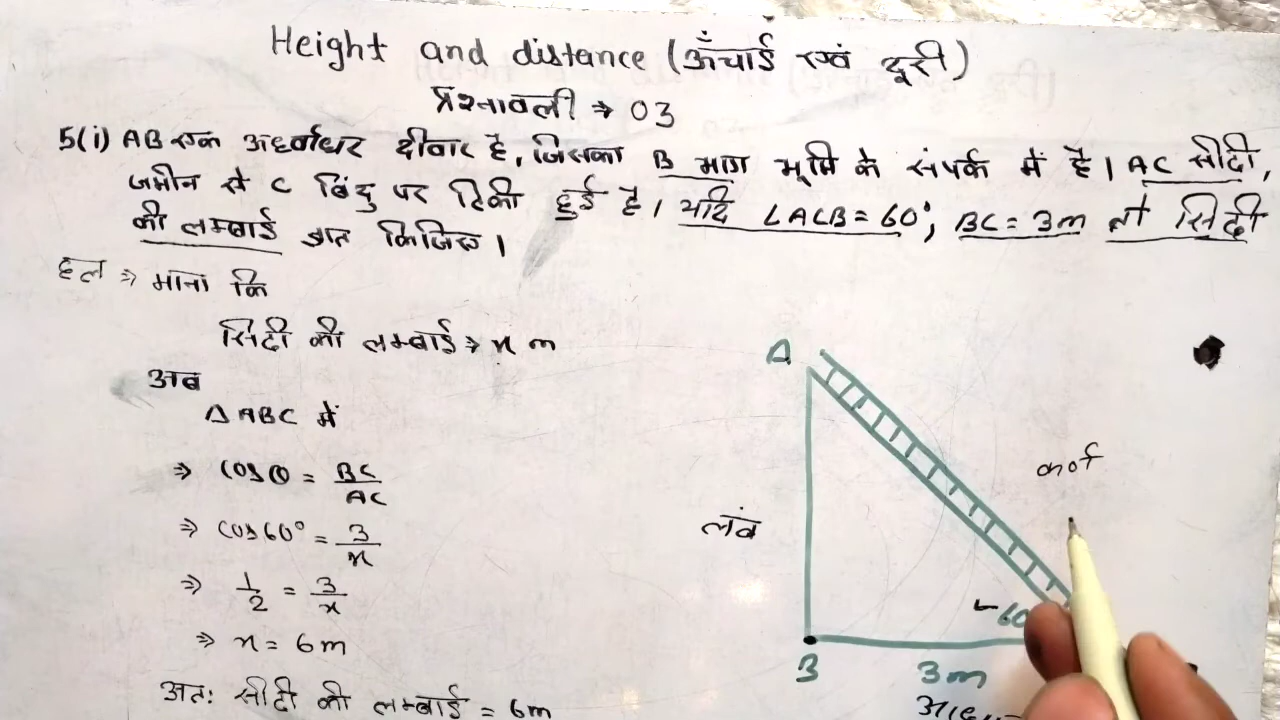 Height and distance (ऊँचाई एवं दूरी)
प्रश्नावली ⇒ 03
5(i) AB एक उर्ध्वाधर दीवार है, जिसका B भाग भूमि के संपर्क में है। AC सीढी,
जमीन से C बिंदु पर टिकी हुई है। यदि ∠ACB = 60°, BC = 3m तो सिढी
की लम्बाई ज्ञात किजिए।
हल ⇒ माना कि
सिढी की लम्बाई ⇒ x m
अब
Δ ABC में
⇒ cosθ = BC/AC
⇒ cos60° = 3/x
⇒ 1/2 = 3/x
⇒ x = 6m
अतः सीढी की लम्बाई = 6m
A
कर्ण
लंब
60
B
3m